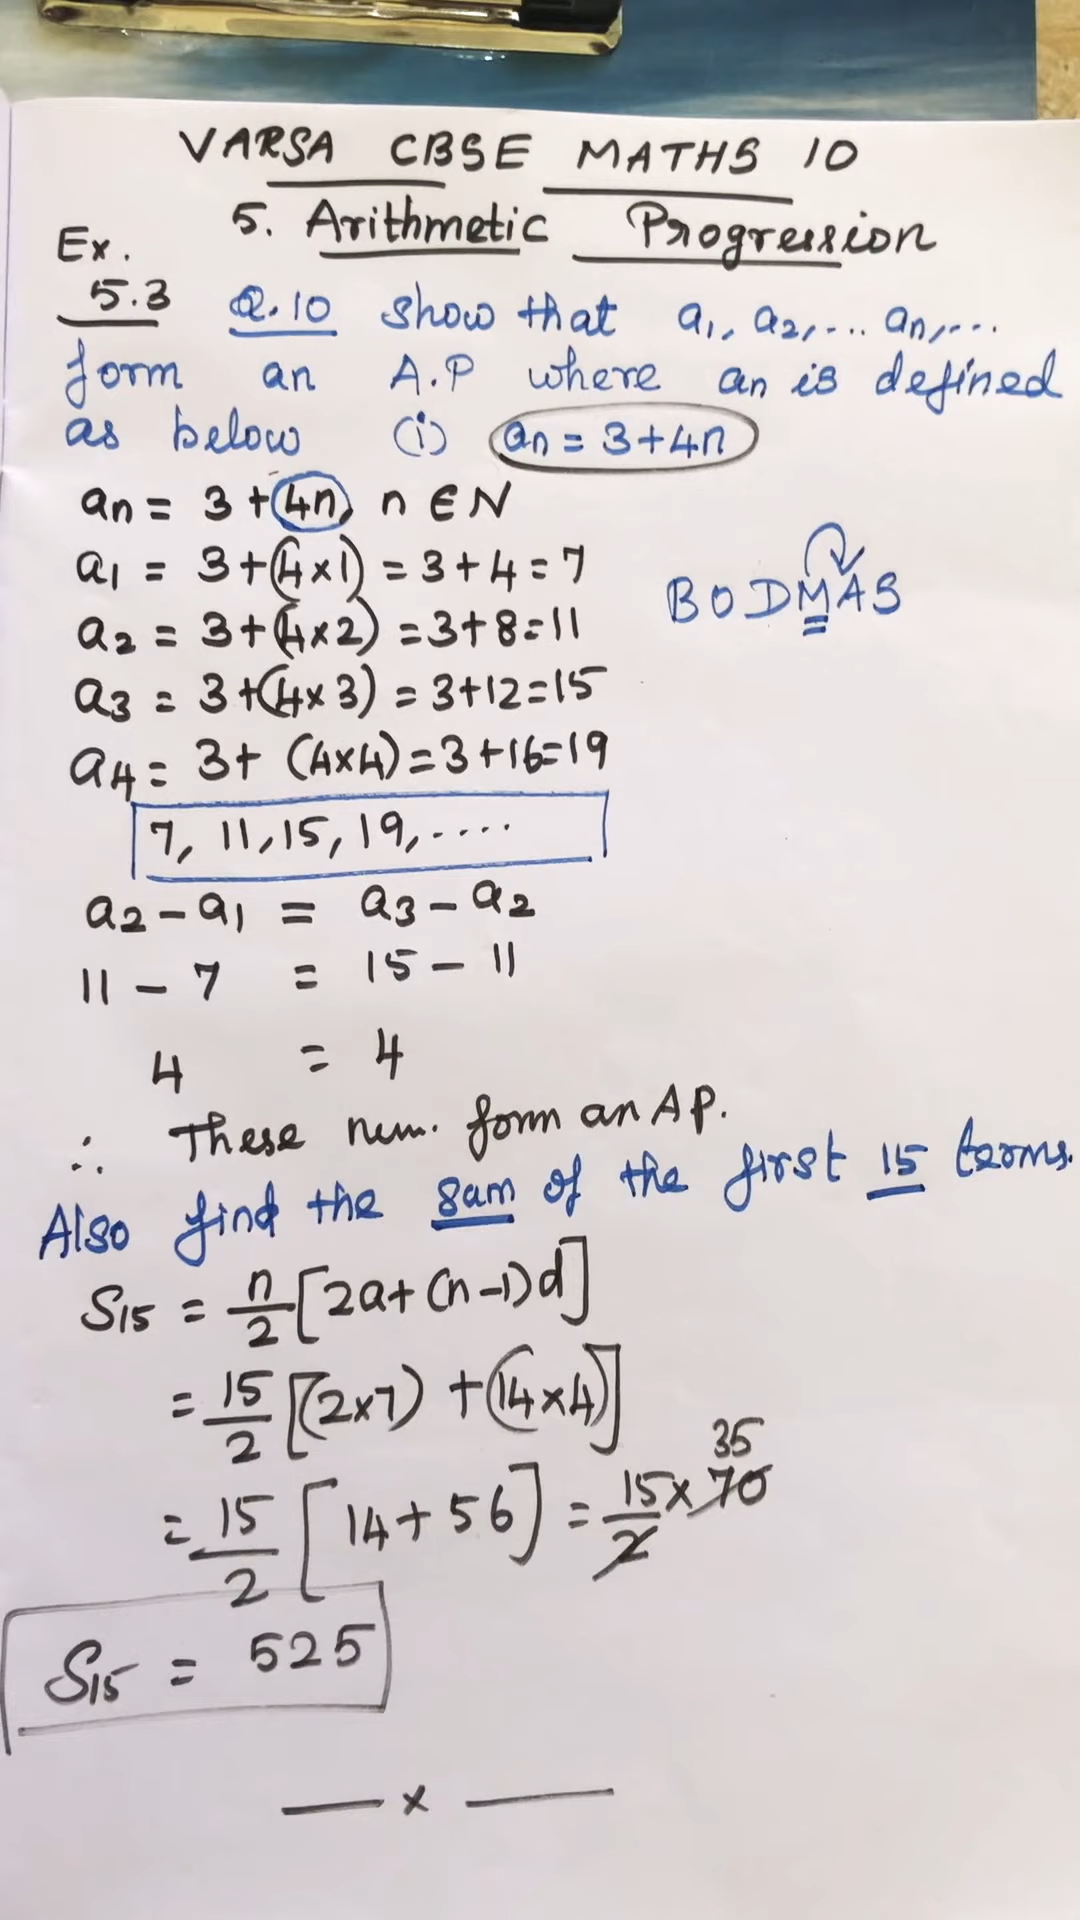 VARSA CBSE MATHS 10
5. Arithmetic Progression
Ex.
5.3 Q.10 show that a₁, a₂,... aₙ,...
form an A.P where aₙ is defined
as below (i) aₙ = 3+4n
aₙ = 3+4n, n ∈ N
a₁ = 3+(4×1) = 3+4=7
BODMAS
a₂ = 3+(4×2) =3+8=11
a₃ = 3+(4×3) = 3+12=15
a₄= 3+ (4×4)=3+16=19
7, 11,15, 19,....
a₂-a₁ = a₃-a₂
11-7 = 15-11
4 = 4
∴ These num. form an AP.
Also find the sum of the first 15 terms.
S₁₅ = n/2 [2a+(n-1)d]
= 15/2 [(2×7) +(14×4)]
= 15/2 [14+56] = 15/2 × 70 35
S₁₅ = 525
— × —